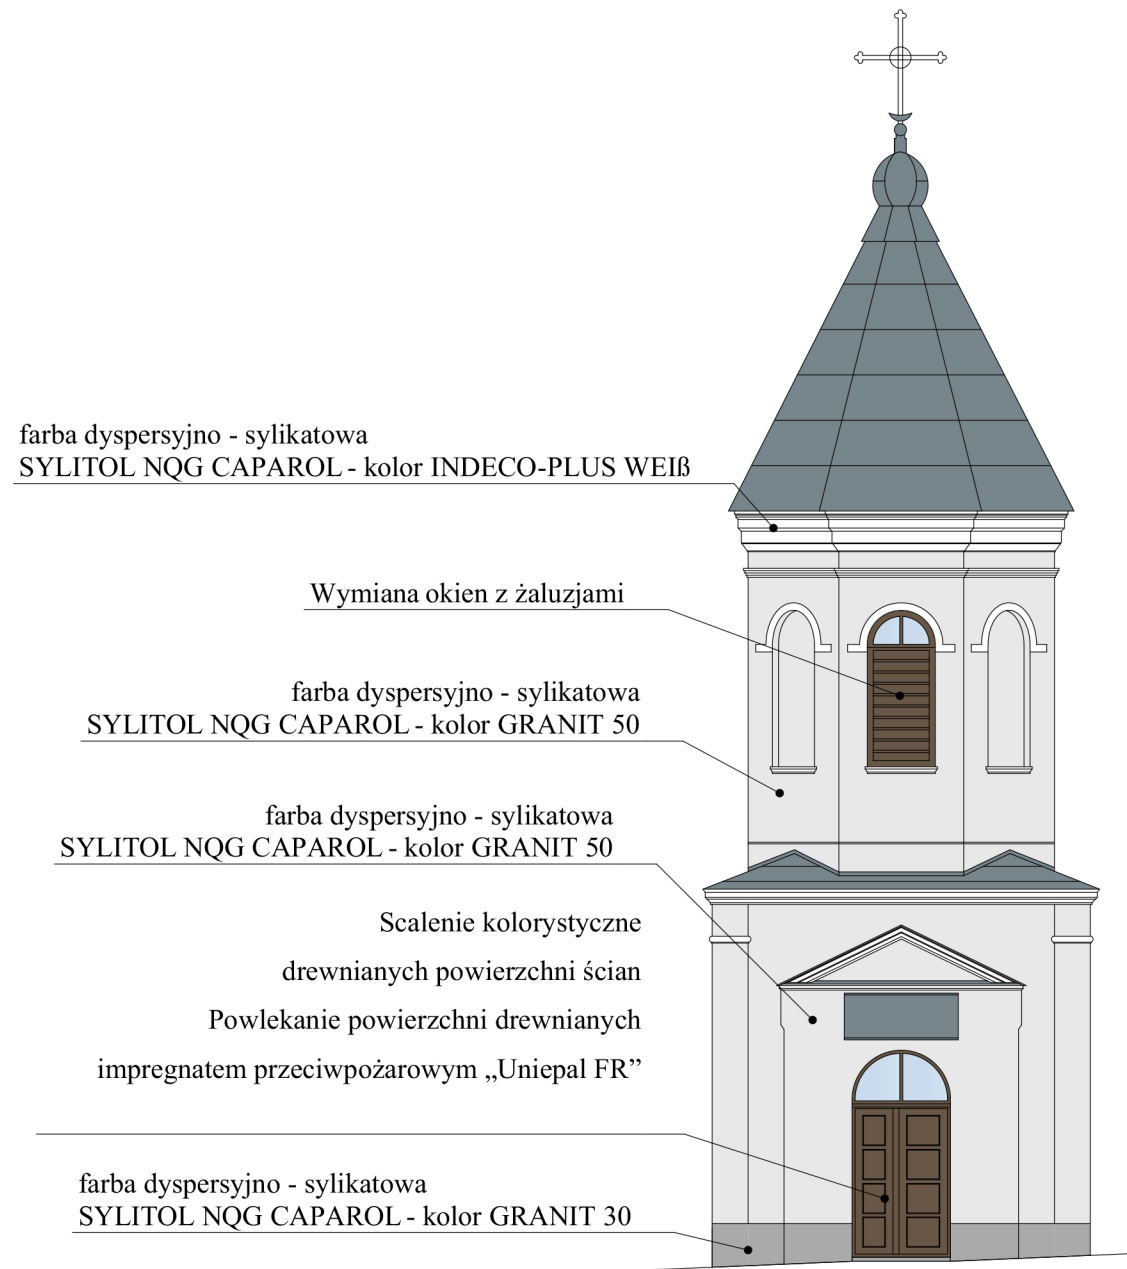 farba dyspersyjno - sylikatowa
SYLITOL NQG CAPAROL - kolor INDECO-PLUS WEIß
Wymiana okien z żaluzjami
farba dyspersyjno - sylikatowa
SYLITOL NQG CAPAROL - kolor GRANIT 50
farba dyspersyjno - sylikatowa
SYLITOL NQG CAPAROL - kolor GRANIT 50
Scalenie kolorystyczne
drewnianych powierzchni ścian
Powlekanie powierzchni drewnianych
impregnatem przeciwpożarowym „Uniepal FR”
farba dyspersyjno - sylikatowa
SYLITOL NQG CAPAROL - kolor GRANIT 30